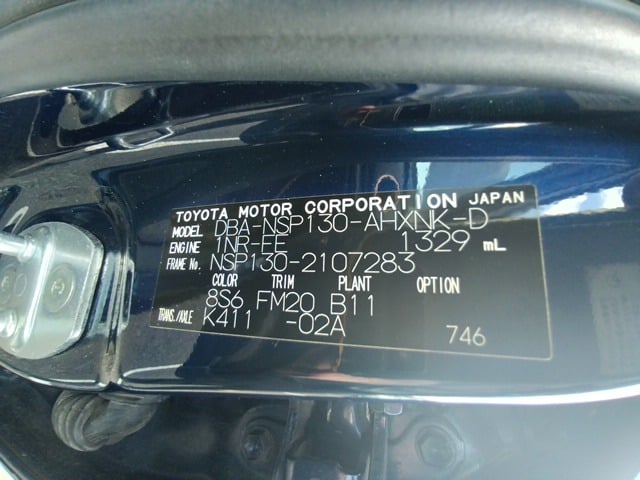 TOYOTA MOTOR CORPORATION JAPAN
MODEL DBA-NSP130-AHXNK-D
ENGINE 1NR-FE 1329 mL
FRAME No. NSP130-2107283
COLOR TRIM PLANT OPTION
8S6 FM20 B11
TRANS./AXLE K411 -02A
746